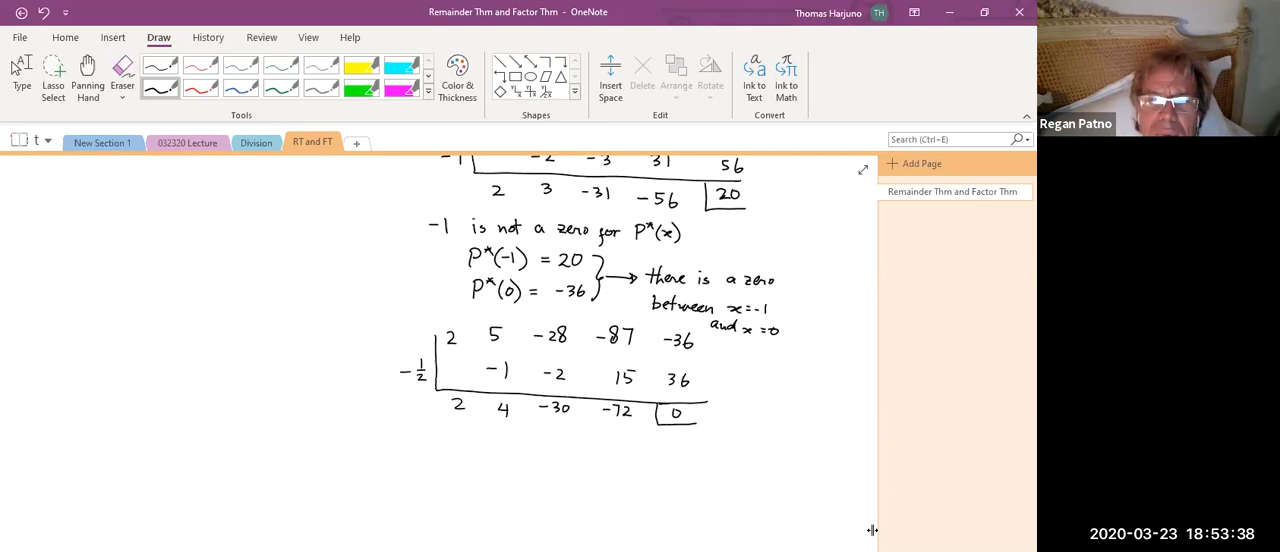 Remainder Thm and Factor Thm - OneNote
Thomas Harjuno
TH
File Home Insert Draw History Review View Help
Type
Lasso Select
Panning Hand
Eraser
Color & Thickness
Insert Space
Delete
Arrange
Rotate
Ink to Text
Ink to Math
Tools
Shapes
Edit
Convert
Regan Patno
t
New Section 1
032320 Lecture
Division
RT and FT
Search (Ctrl+E)
Add Page
Remainder Thm and Factor Thm
-1 -2 -3 31 56
2 3 -31 -56 20
-1 is not a zero for P*(x)
P*(-1) = 20
P*(0) = -36
there is a zero
between x=-1
and x=0
2 5 -28 -87 -36
-1/2 -1 -2 15 36
2 4 -30 -72 0
2020-03-23 18:53:38